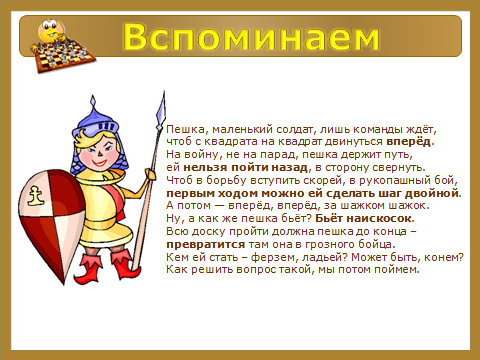 Вспоминаем
Пешка, маленький солдат, лишь команды ждёт,
чтоб с квадрата на квадрат двинуться вперёд.
На войну, не на парад, пешка держит путь,
ей нельзя пойти назад, в сторону свернуть.
Чтоб в борьбу вступить скорей, в рукопашный бой,
первым ходом можно ей сделать шаг двойной.
А потом — вперёд, вперёд, за шажком шажок.
Ну, а как же пешка бьёт? Бьёт наискосок.
Всю доску пройти должна пешка до конца –
превратится там она в грозного бойца.
Кем ей стать – ферзем, ладьей? Может быть, конем?
Как решить вопрос такой, мы потом поймем.